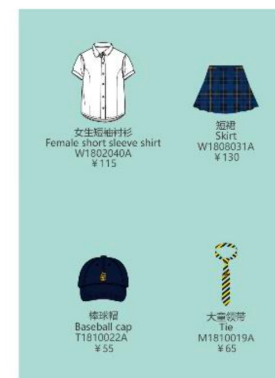 女生短袖衬衫
Female short sleeve shirt
W1802040A
¥115
短裙
Skirt
W1808031A
¥130
棒球帽
Baseball cap
T1810022A
¥55
大童领带
Tie
M1810019A
¥65